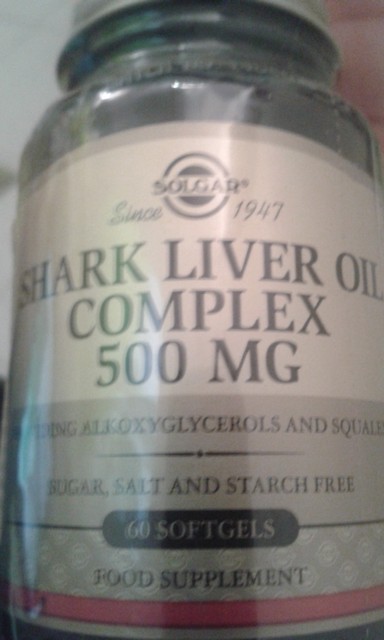 SOLGAR®
Since 1947
SHARK LIVER OIL
COMPLEX
500 MG
ALKOXYGLYCEROLS AND
SUGAR, SALT AND STARCH FREE
60 SOFTGELS
FOOD SUPPLEMENT